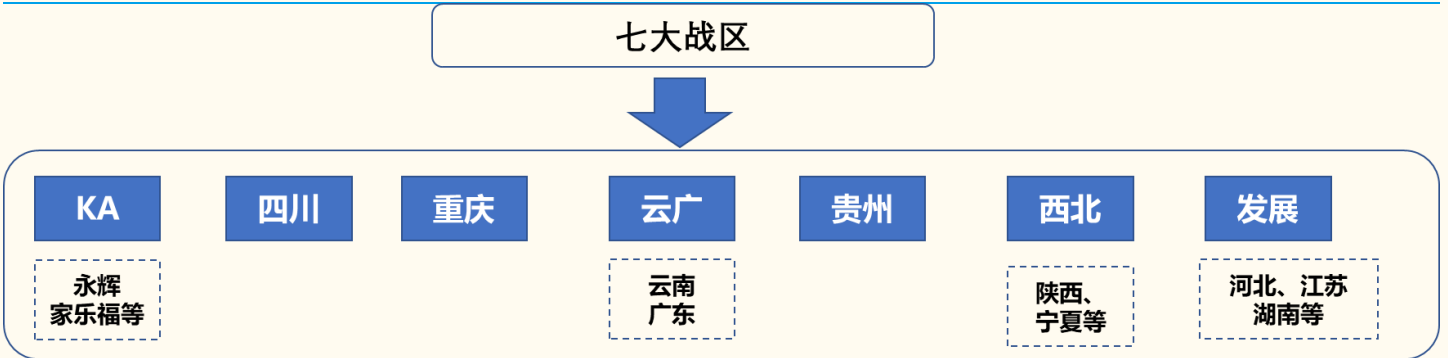 七大战区
KA
四川
重庆
云广
贵州
西北
发展
永辉
家乐福等
云南
广东
陕西、
宁夏等
河北、江苏
湖南等